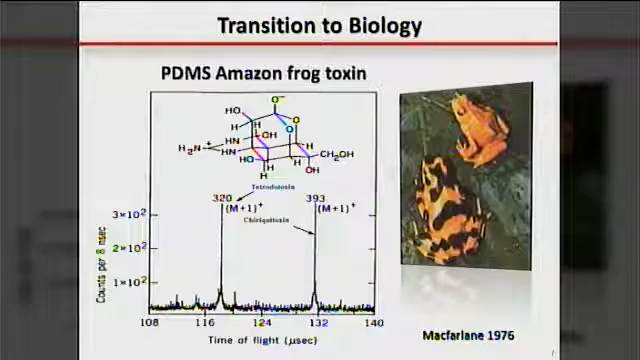 Transition to Biology
PDMS Amazon frog toxin
O⁻
HO
O
H
H
OH
O
H₂N
+
HN
HN
H
CH₂OH
HO
H
H
OH
Tetrodotoxin
320
393
(M+1)⁺
(M+1)⁺
Chiriquitoxin
3×10²
2×10²
1×10²
Counts per 8 nsec
108 116 124 132 140
Time of flight (μsec)
Macfarlane 1976